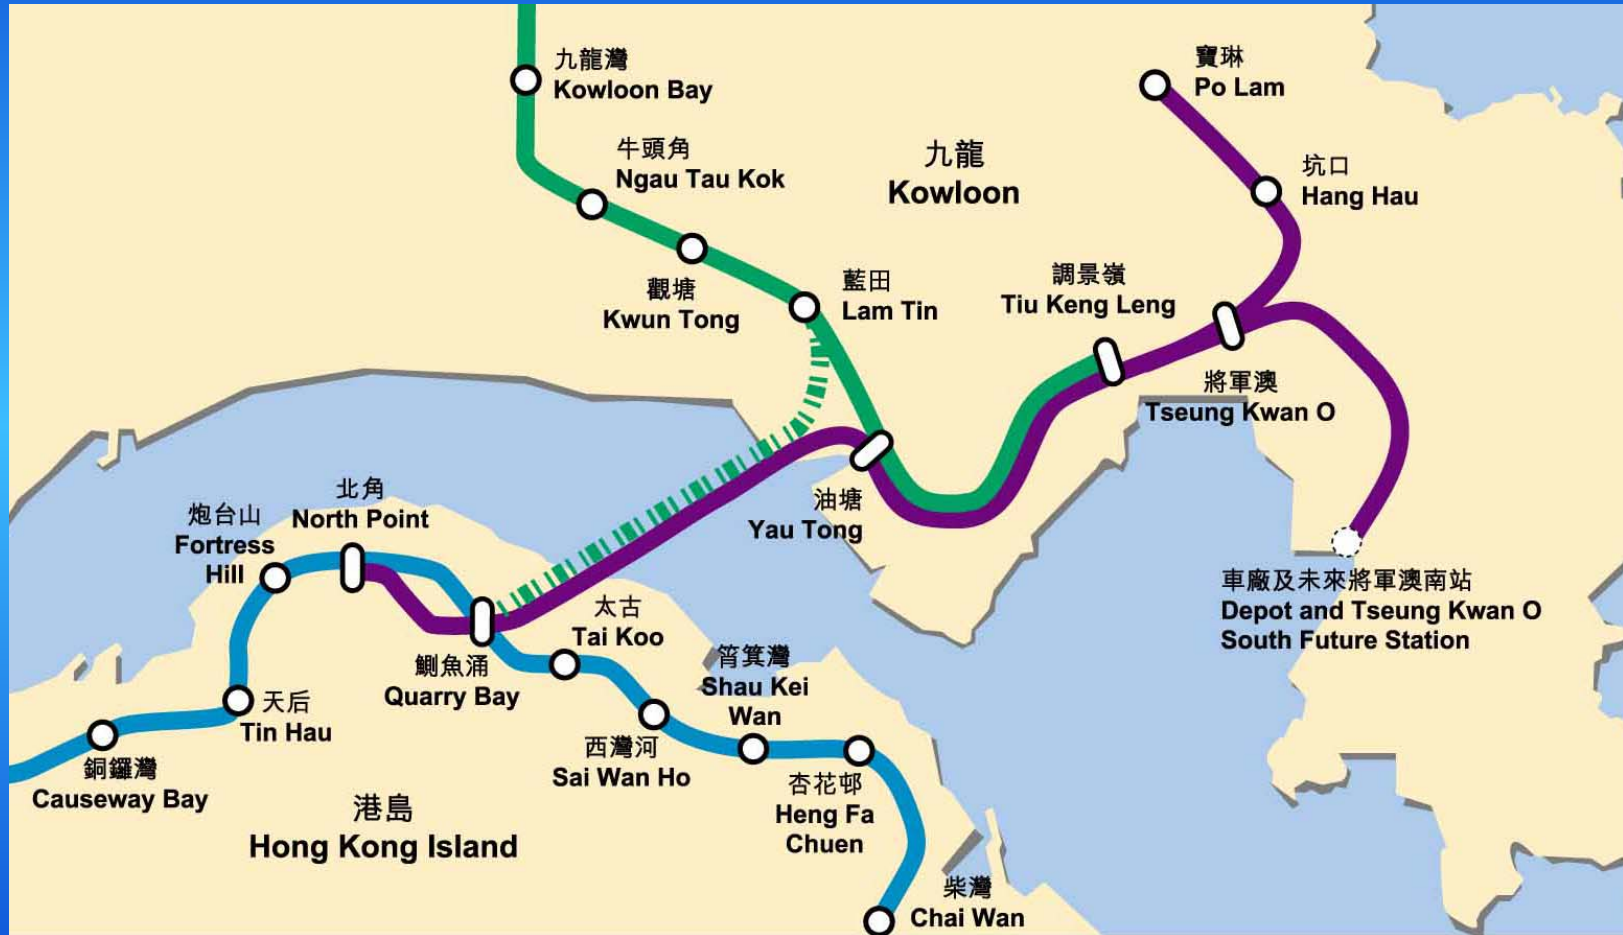 九龍灣
Kowloon Bay
寶琳
Po Lam
牛頭角
Ngau Tau Kok
九龍
Kowloon
坑口
Hang Hau
觀塘
Kwun Tong
藍田
Lam Tin
調景嶺
Tiu Keng Leng
將軍澳
Tseung Kwan O
北角
North Point
炮台山
Fortress
Hill
油塘
Yau Tong
車廠及未來將軍澳南站
Depot and Tseung Kwan O
South Future Station
太古
Tai Koo
鰂魚涌
Quarry Bay
筲箕灣
Shau Kei
Wan
天后
Tin Hau
西灣河
Sai Wan Ho
銅鑼灣
Causeway Bay
杏花邨
Heng Fa
Chuen
港島
Hong Kong Island
柴灣
Chai Wan